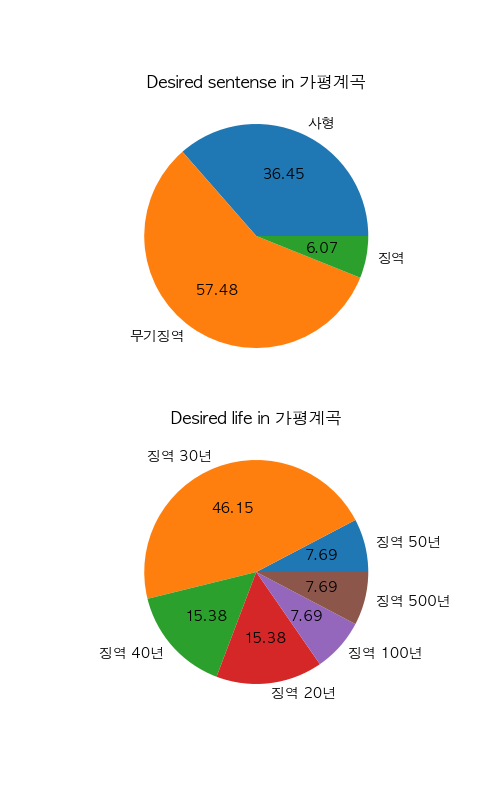 Desired sentense in 가평계곡
사형
36.45
6.07
징역
57.48
무기징역
Desired life in 가평계곡
징역 30년
46.15
징역 50년
7.69
7.69
징역 500년
15.38
7.69
15.38
징역 40년
징역 100년
징역 20년